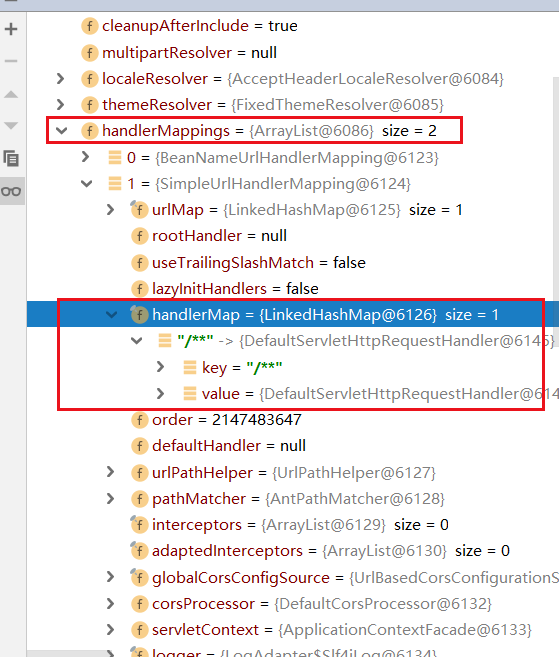 cleanupAfterInclude = true
multipartResolver = null
localeResolver = {AcceptHeaderLocaleResolver@6084}
themeResolver = {FixedThemeResolver@6085}
handlerMappings = {ArrayList@6086} size = 2
0 = {BeanNameUrlHandlerMapping@6123}
1 = {SimpleUrlHandlerMapping@6124}
urlMap = {LinkedHashMap@6125} size = 1
rootHandler = null
useTrailingSlashMatch = false
lazyInitHandlers = false
handlerMap = {LinkedHashMap@6126} size = 1
"/**" -> {DefaultServletHttpRequestHandler@6145}
key = "/**"
value = {DefaultServletHttpRequestHandler@614
order = 2147483647
defaultHandler = null
urlPathHelper = {UrlPathHelper@6127}
pathMatcher = {AntPathMatcher@6128}
interceptors = {ArrayList@6129} size = 0
adaptedInterceptors = {ArrayList@6130} size = 0
globalCorsConfigSource = {UrlBasedCorsConfigurationS
corsProcessor = {DefaultCorsProcessor@6132}
servletContext = {ApplicationContextFacade@6133}
logger = {LogAdapter$Slf4jLog@6134}